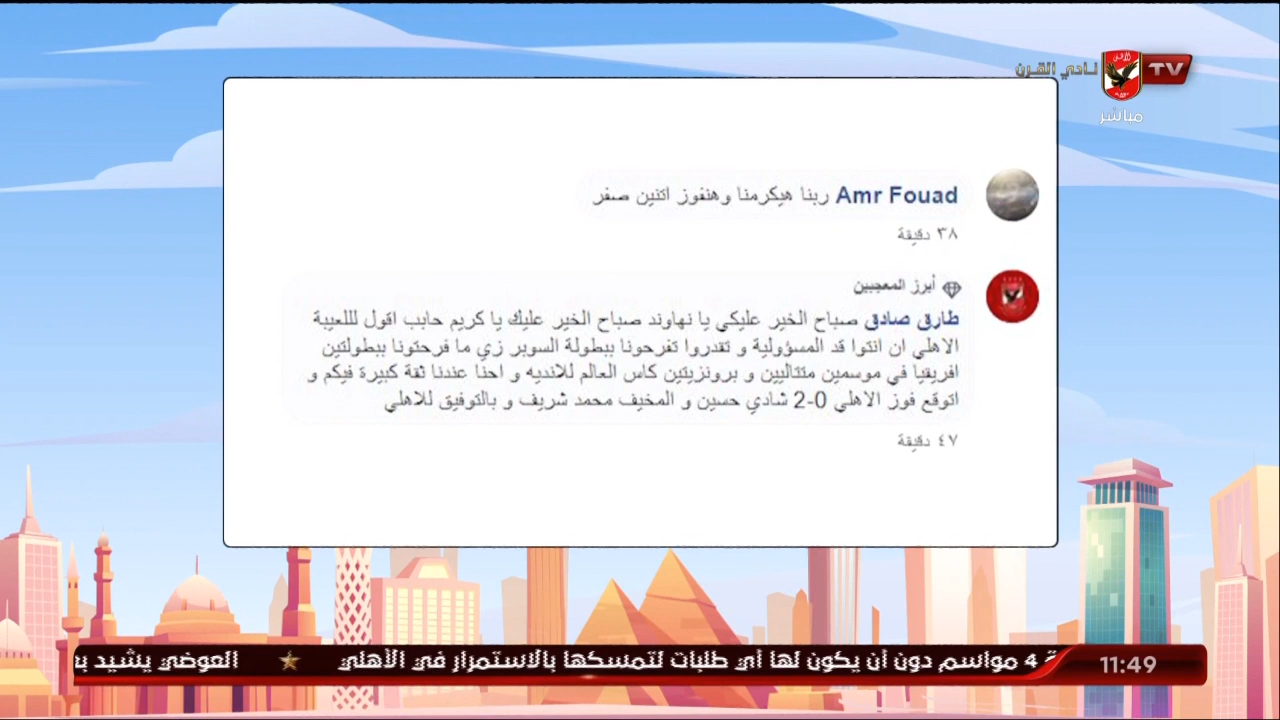 نادي القرن
TV
مباشر
Amr Fouad ربنا هيكرمنا وهنفوز اتنين صفر
٣٨ دقيقة
أبرز المعجبين
طارق صادق صباح الخير عليكي يا نهاوند صباح الخير عليك يا كريم حابب اقول لللعيبة
الاهلي ان انتوا قد المسؤولية و تقدروا تفرحونا ببطولة السوبر زي ما فرحتونا ببطولتين
افريقيا في موسمين متتاليين و برونزيتين كاس العالم للانديه و احنا عندنا ثقة كبيرة فيكم و
اتوقع فوز الاهلي 0-2 شادي حسين و المخيف محمد شريف و بالتوفيق للاهلي
٤٧ دقيقة
ة 4 مواسم دون أن يكون لها أي طلبات لتمسكها بالاستمرار في الأهلي ★ العوضي يشيد بع
11:49